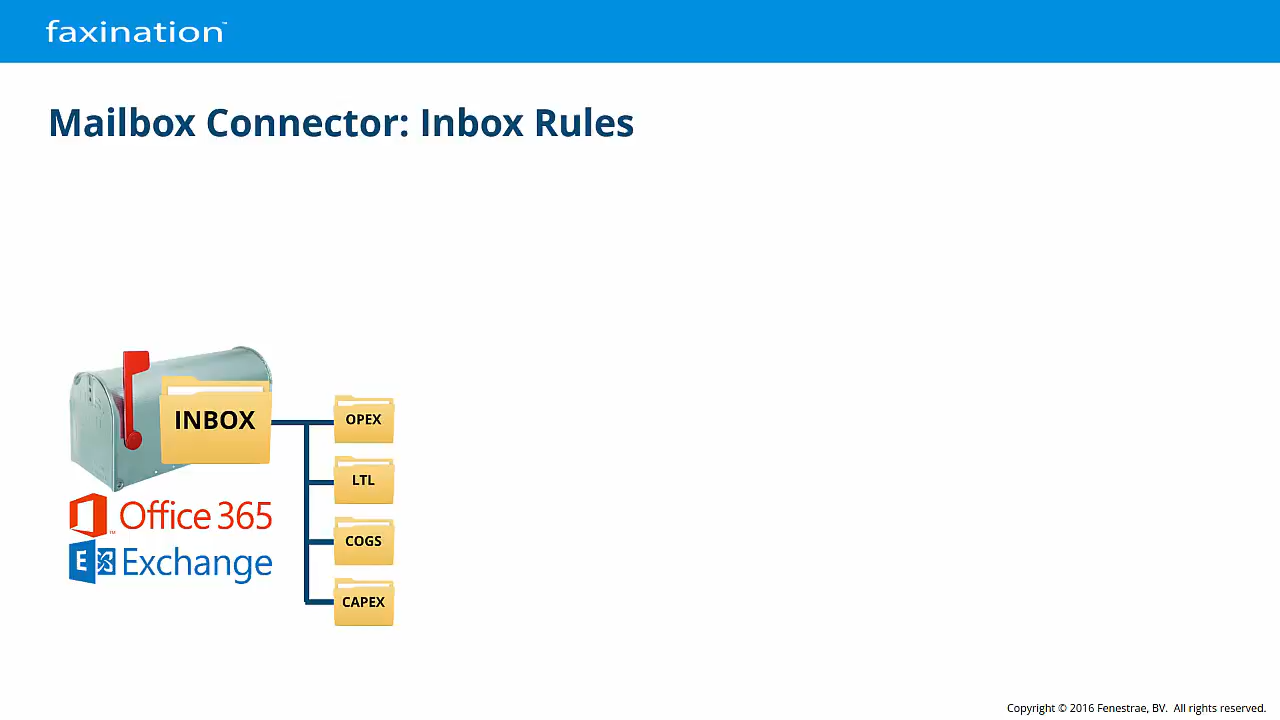 faxination™
Mailbox Connector: Inbox Rules
INBOX
OPEX
LTL
COGS
CAPEX
Office 365
E Exchange
Copyright © 2016 Fenestrae, BV. All rights reserved.